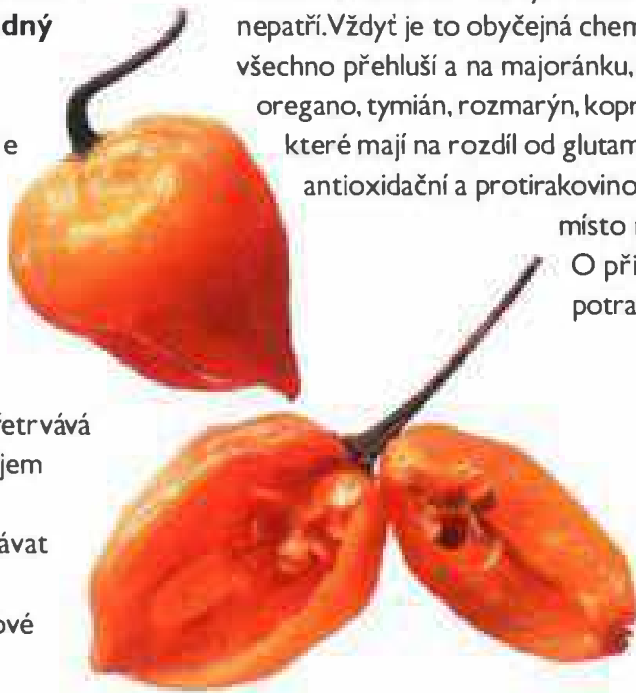 dný
e
řetrvává
jem
ávat
ové
nepatří. Vždyť je to obyčejná chem
všechno přehluší a na majoránku,
oregano, tymián, rozmarýn, kopr
které mají na rozdíl od glutam
antioxidační a protirakovino
místo
O při
potra